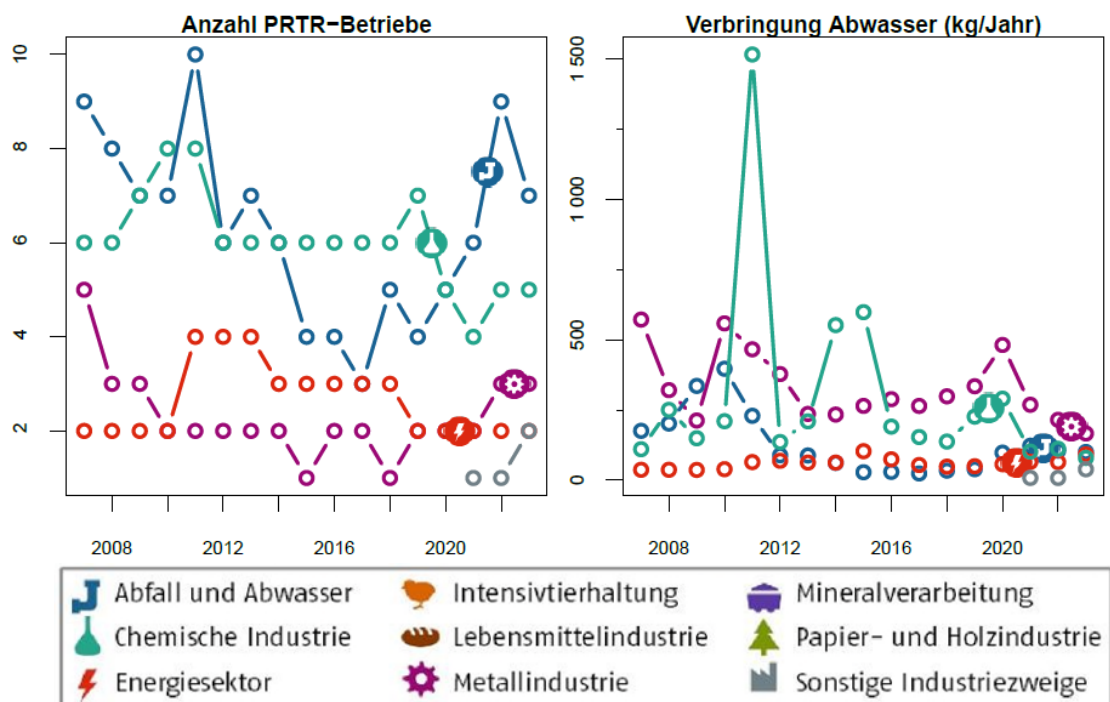 Anzahl PRTR−Betriebe
10
8
6
4
2
2008 2012 2016 2020
Verbringung Abwasser (kg/Jahr)
1 500
1 000
500
0
2008 2012 2016 2020
Abfall und Abwasser Intensivtierhaltung Mineralverarbeitung
Chemische Industrie Lebensmittelindustrie Papier- und Holzindustrie
Energiesektor Metallindustrie Sonstige Industriezweige